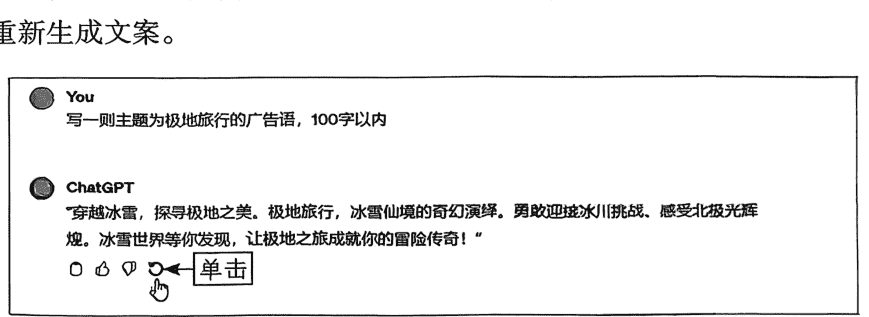 重新生成文案。
You
写一则主题为极地旅行的广告语，100字以内
ChatGPT
"穿越冰雪，探寻极地之美。极地旅行，冰雪仙境的奇幻演绎。勇敢迎接冰川挑战、感受北极光辉
煌。冰雪世界等你发现，让极地之旅成就你的冒险传奇！"
单击